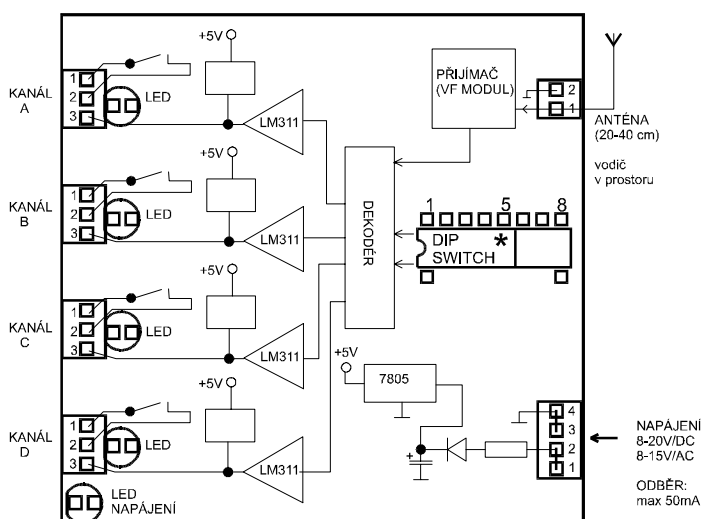 +5V
KANÁL
A
1
2
3
LED
LM311
PŘIJÍMAČ
(VF MODUL)
2
1
ANTÉNA
(20-40 cm)
vodič
v prostoru
+5V
KANÁL
B
1
2
3
LED
LM311
DEKODÉR
1 5 8
DIP *
SWITCH
+5V
KANÁL
C
1
2
3
LED
LM311
+5V
7805
+5V
KANÁL
D
1
2
3
LED
LM311
+
4
3
2
1
NAPÁJENÍ
8-20V/DC
8-15V/AC
ODBĚR:
max 50mA
LED
NAPÁJENÍ